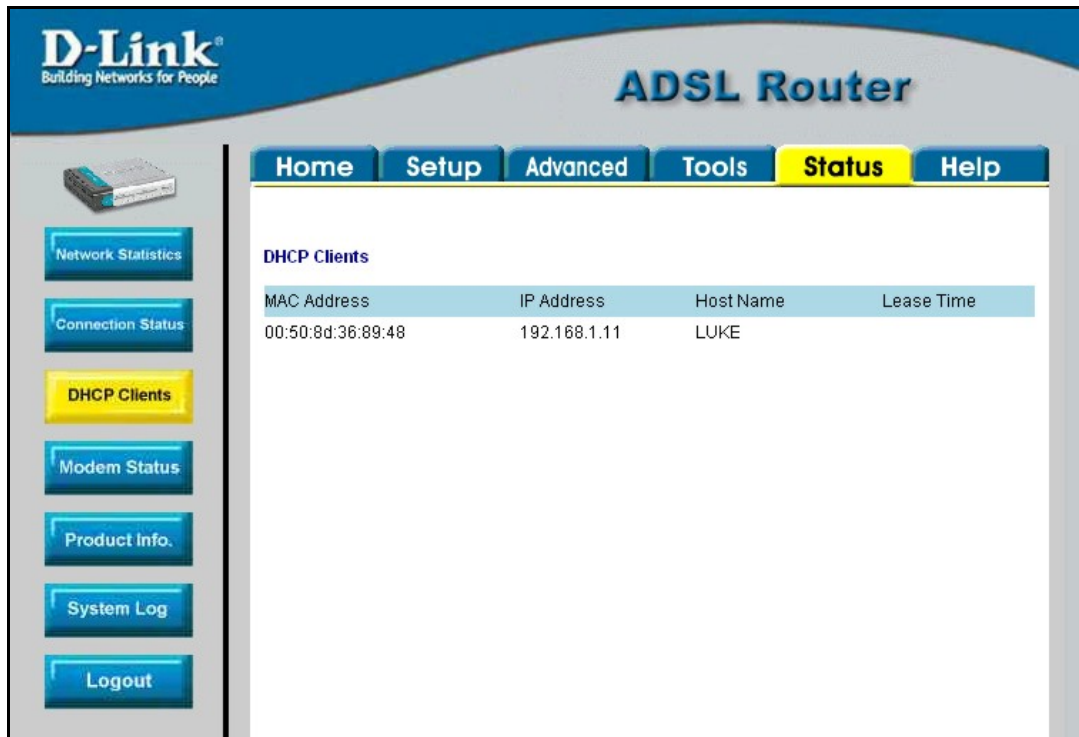 D-Link®
Building Networks for People
ADSL Router
Home Setup Advanced Tools Status Help
Network Statistics
Connection Status
DHCP Clients
Modem Status
Product Info.
System Log
Logout
DHCP Clients
MAC Address IP Address Host Name Lease Time
00:50:8d:36:89:48 192.168.1.11 LUKE